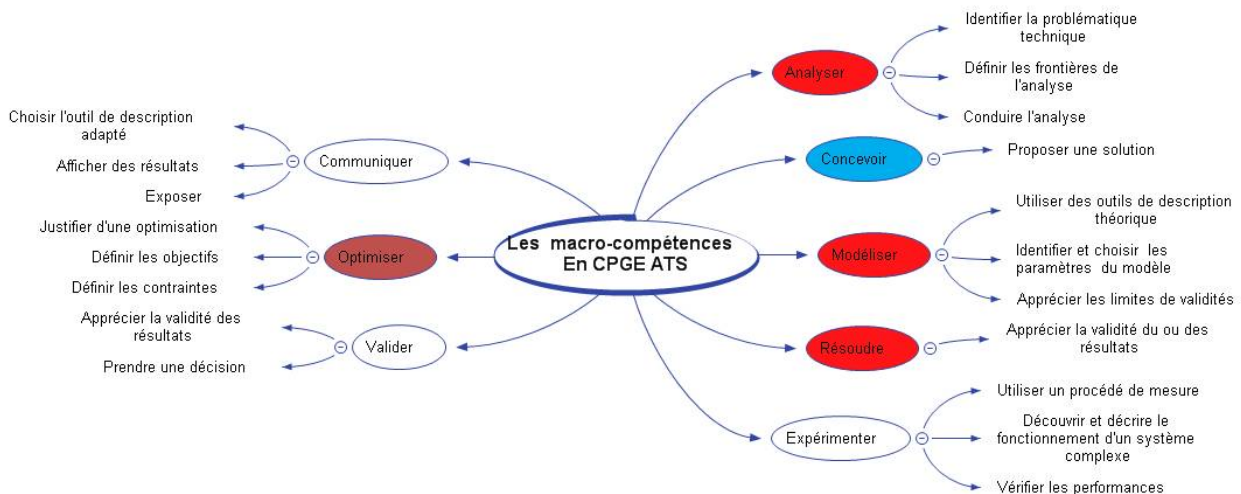 Les macro-compétences
En CPGE ATS
Analyser
Identifier la problématique
technique
Définir les frontières de
l'analyse
Conduire l'analyse
Concevoir
Proposer une solution
Modéliser
Utiliser des outils de description
théorique
Identifier et choisir les
paramètres du modèle
Apprécier les limites de validités
Résoudre
Apprécier la validité du ou des
résultats
Expérimenter
Utiliser un procédé de mesure
Découvrir et décrire le
fonctionnement d'un système
complexe
Vérifier les performances
Communiquer
Choisir l'outil de description
adapté
Afficher des résultats
Exposer
Optimiser
Justifier d'une optimisation
Définir les objectifs
Définir les contraintes
Valider
Apprécier la validité des
résultats
Prendre une décision